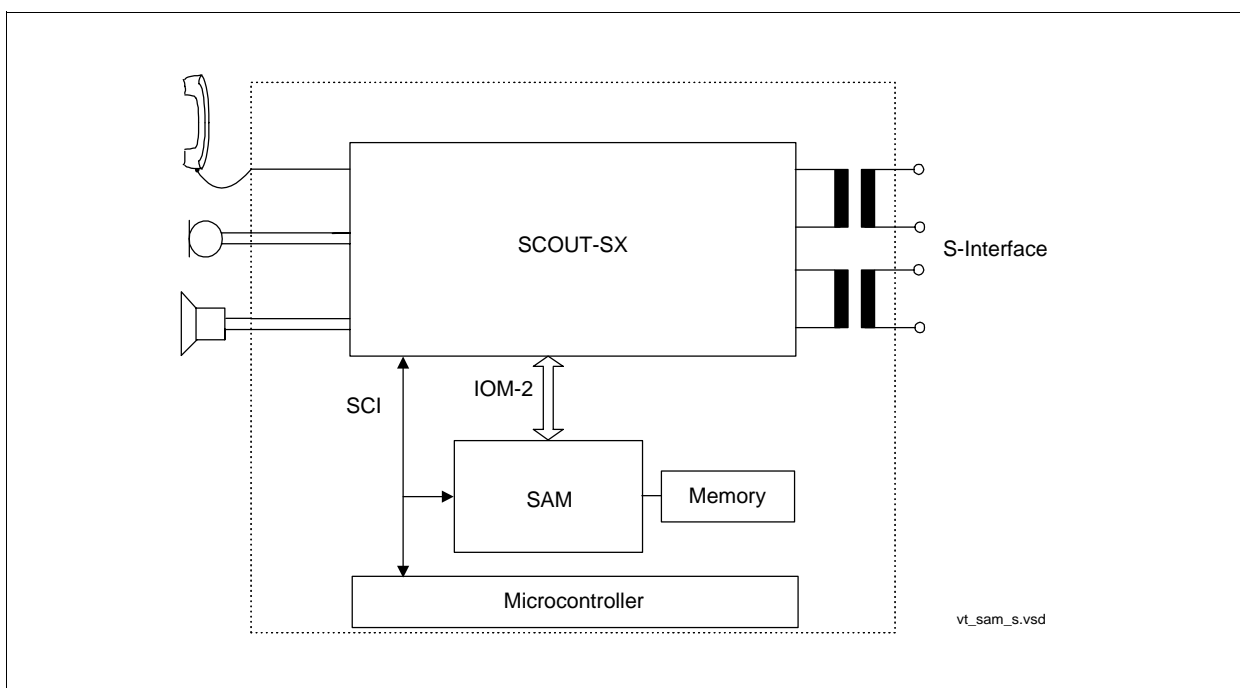 SCOUT-SX
S-Interface
SCI
IOM-2
SAM
Memory
Microcontroller
vt_sam_s.vsd